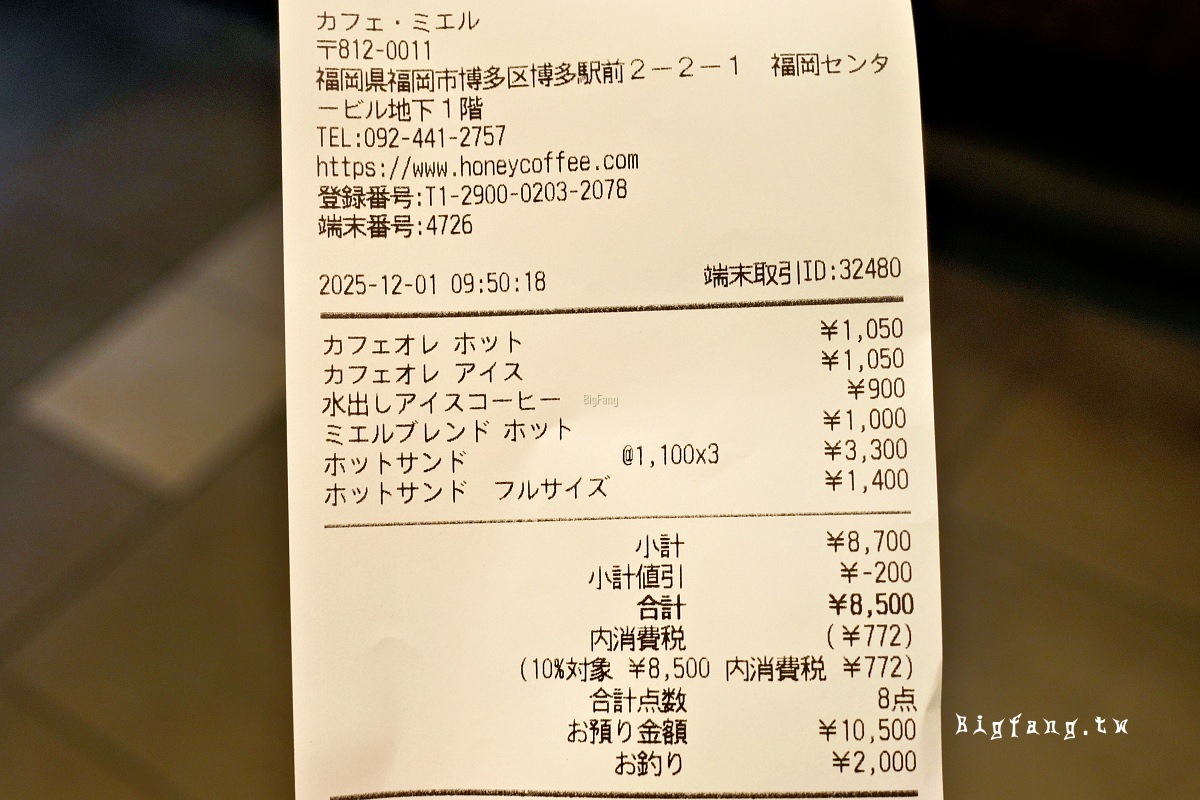 カフェ・ミエル
〒812-0011
福岡県福岡市博多区博多駅前２－２－１　福岡センタ
ービル地下１階
TEL:092-441-2757
https://www.honeycoffee.com
登録番号:T1-2900-0203-2078
端末番号:4726
2025-12-01 09:50:18 端末取引ID:32480
カフェオレ ホット ¥1,050
カフェオレ アイス ¥1,050
水出しアイスコーヒー ¥900
BigFang
ミエルブレンド ホット ¥1,000
ホットサンド @1,100x3 ¥3,300
ホットサンド　フルサイズ ¥1,400
小計 ¥8,700
小計値引 ¥-200
合計 ¥8,500
内消費税 (¥772)
(10%対象 ¥8,500 内消費税 ¥772)
合計点数 8点
お預り金額 ¥10,500
お釣り ¥2,000
Bigfang.tw